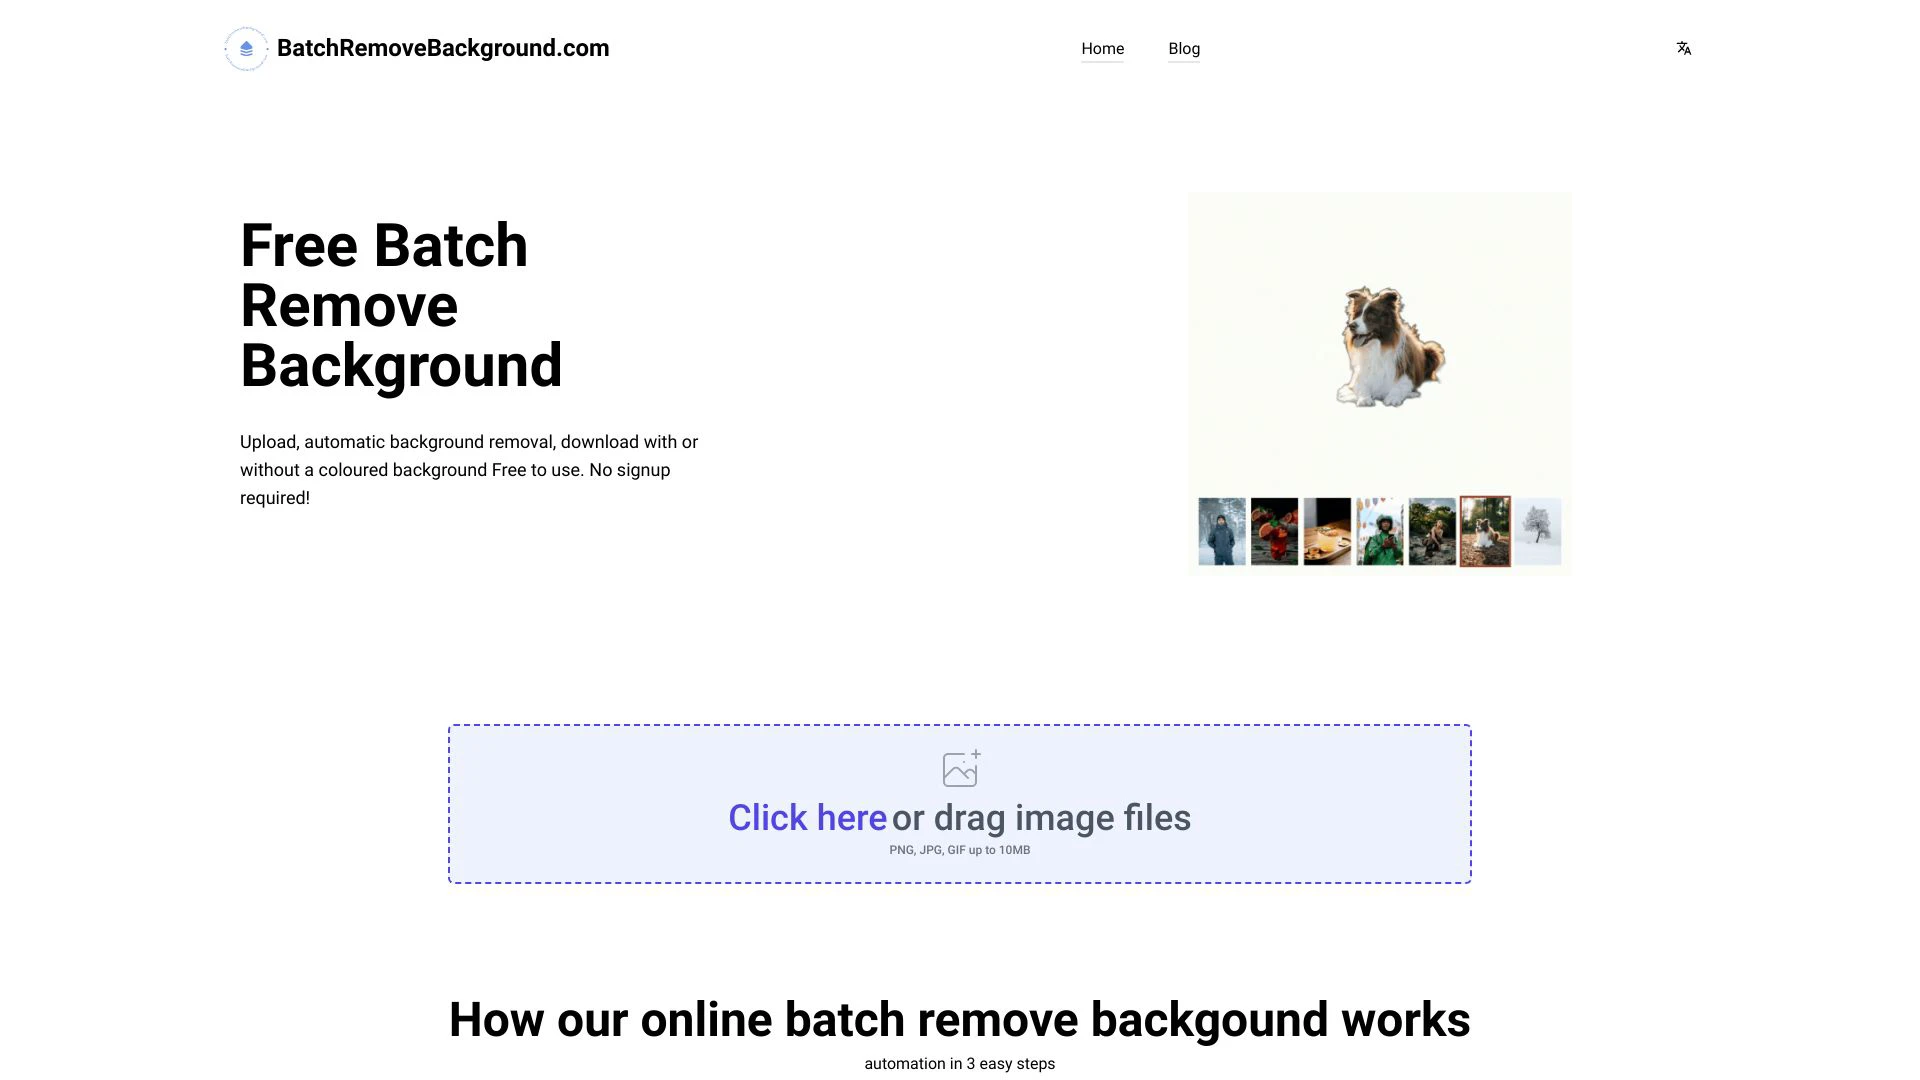 BatchRemoveBackground.com
Home
Blog
Free Batch
Remove
Background
Upload, automatic background removal, download with or
without a coloured background Free to use. No signup
required!
Click here or drag image files
PNG, JPG, GIF up to 10MB
How our online batch remove backgound works
automation in 3 easy steps